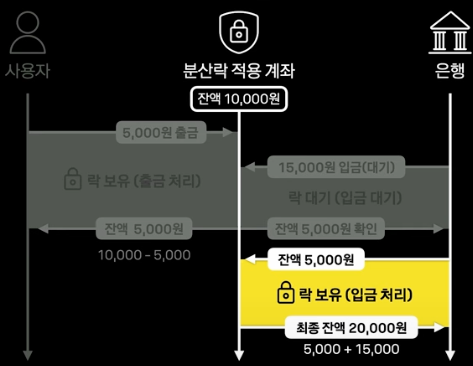 사용자
분산락 적용 계좌
은행
잔액 10,000원
5,000원 출금
15,000원 입금(대기)
락 보유 (출금 처리)
락 대기 (입금 대기)
잔액 5,000원
잔액 5,000원 확인
10,000 - 5,000
잔액 5,000원
락 보유 (입금 처리)
최종 잔액 20,000원
5,000 + 15,000